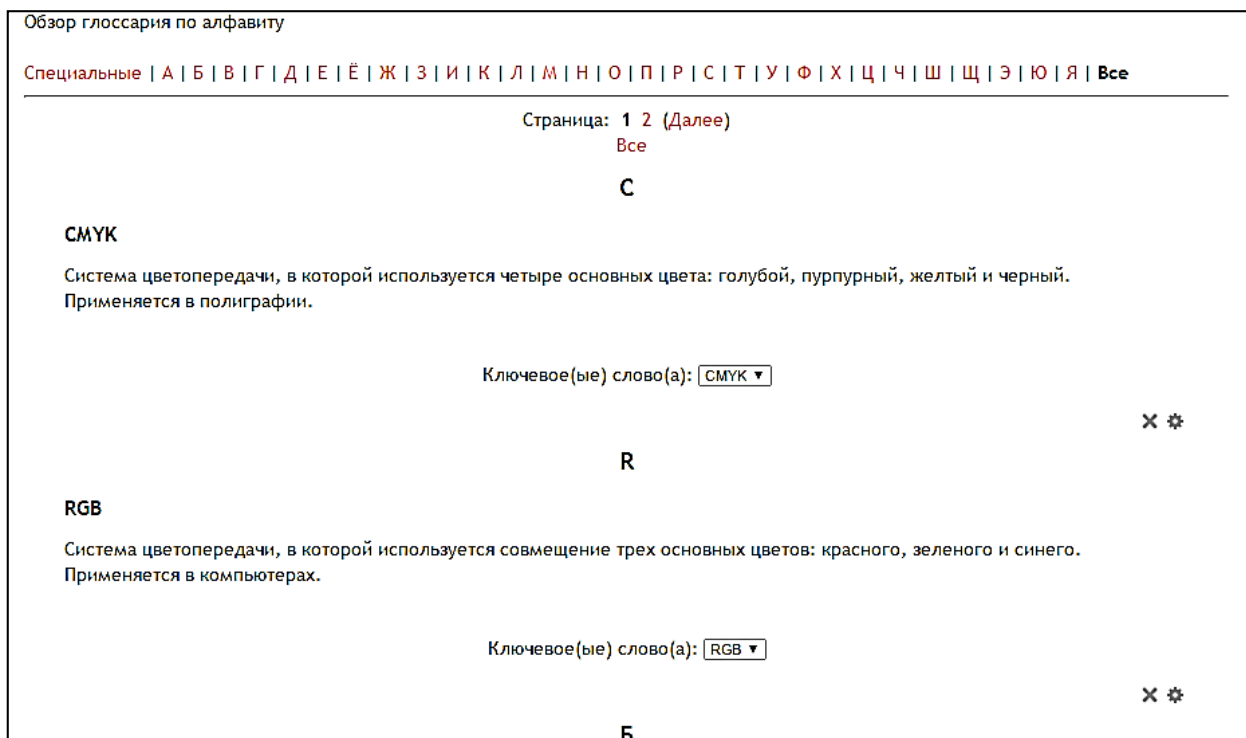 Обзор глоссария по алфавиту
Специальные | А | Б | В | Г | Д | Е | Ё | Ж | З | И | К | Л | М | Н | О | П | Р | С | Т | У | Ф | Х | Ц | Ч | Ш | Щ | Э | Ю | Я | Все
Страница: 1 2 (Далее)
Все
C
CMYK
Система цветопередачи, в которой используется четыре основных цвета: голубой, пурпурный, желтый и черный.
Применяется в полиграфии.
Ключевое(ые) слово(а): CMYK
R
RGB
Система цветопередачи, в которой используется совмещение трех основных цветов: красного, зеленого и синего.
Применяется в компьютерах.
Ключевое(ые) слово(а): RGB
Б